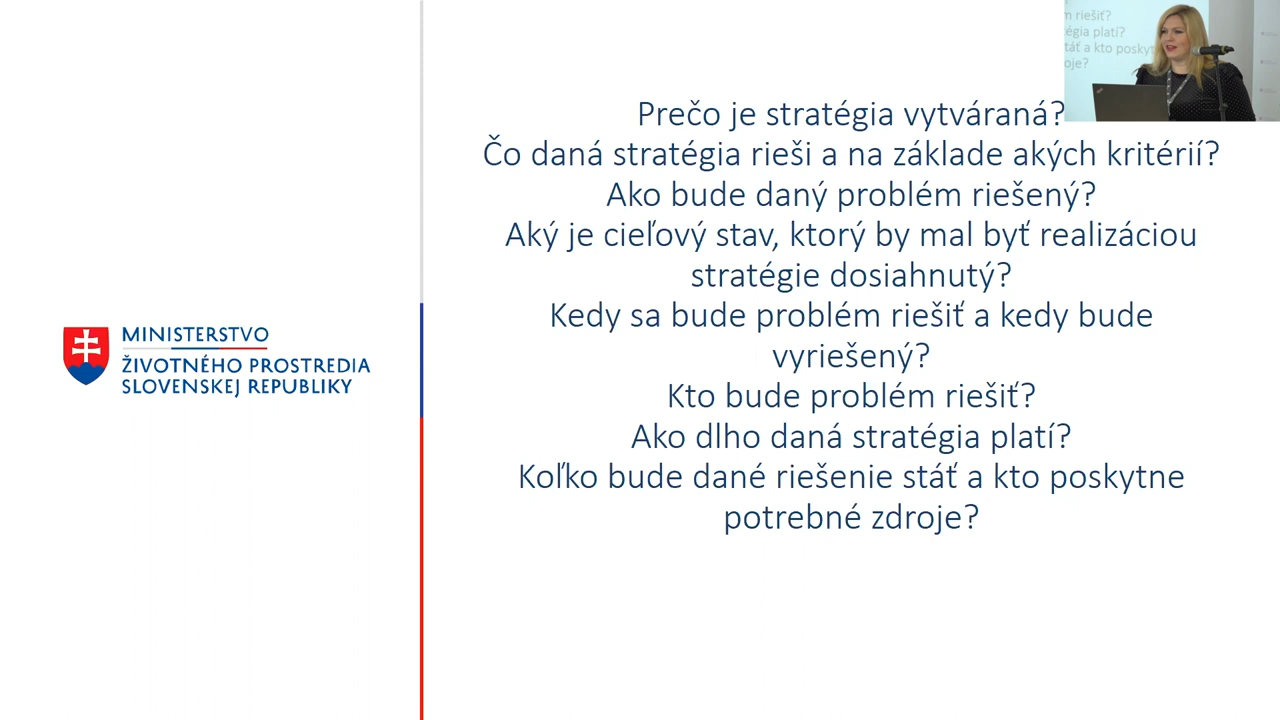 Prečo je stratégia vytváraná?
Čo daná stratégia rieši a na základe akých kritérií?
Ako bude daný problém riešený?
Aký je cieľový stav, ktorý by mal byť realizáciou
stratégie dosiahnutý?
Kedy sa bude problém riešiť a kedy bude
vyriešený?
Kto bude problém riešiť?
Ako dlho daná stratégia platí?
Koľko bude dané riešenie stáť a kto poskytne
potrebné zdroje?
MINISTERSTVO
ŽIVOTNÉHO PROSTREDIA
SLOVENSKEJ REPUBLIKY
riešiť?
platí?
a kto